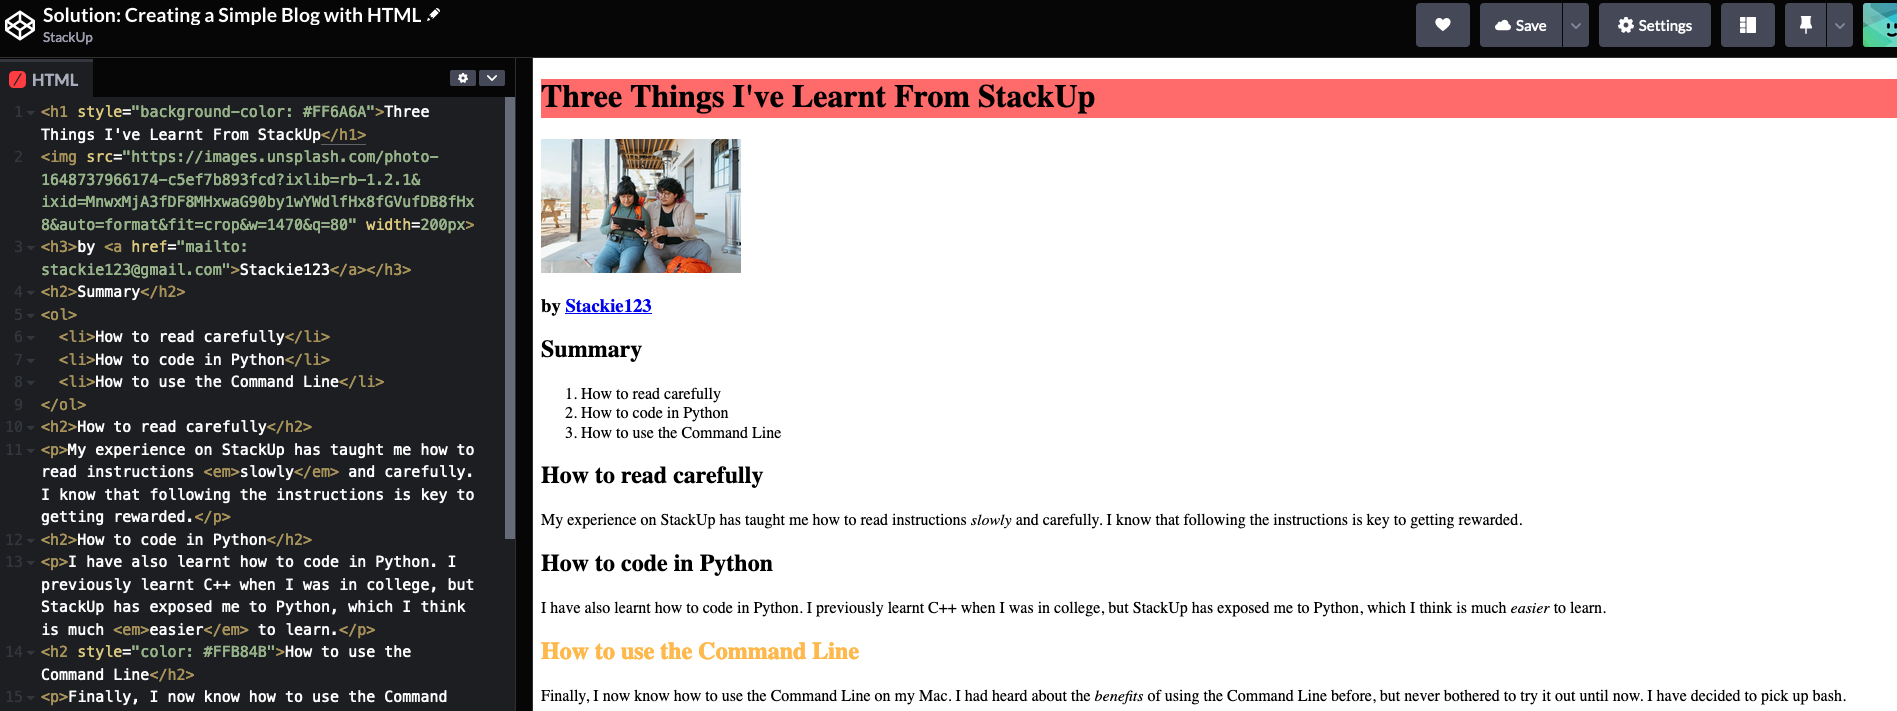 Solution: Creating a Simple Blog with HTML
StackUp
Save
Settings
HTML
1 <h1 style="background-color: #FF6A6A">Three
Things I've Learnt From StackUp</h1>
2 <img src="https://images.unsplash.com/photo-
1648737966174-c5ef7b893fcd?ixlib=rb-1.2.1&
ixid=MnwxMjA3fDF8MHxwaG90by1wYWdlfHx8fGVufDB8fHx
8&auto=format&fit=crop&w=1470&q=80" width=200px>
3 <h3>by <a href="mailto:
stackie123@gmail.com">Stackie123</a></h3>
4 <h2>Summary</h2>
5 <ol>
6 <li>How to read carefully</li>
7 <li>How to code in Python</li>
8 <li>How to use the Command Line</li>
9 </ol>
10 <h2>How to read carefully</h2>
11 <p>My experience on StackUp has taught me how to
read instructions <em>slowly</em> and carefully.
I know that following the instructions is key to
getting rewarded.</p>
12 <h2>How to code in Python</h2>
13 <p>I have also learnt how to code in Python. I
previously learnt C++ when I was in college, but
StackUp has exposed me to Python, which I think
is much <em>easier</em> to learn.</p>
14 <h2 style="color: #FFB84B">How to use the
Command Line</h2>
15 <p>Finally, I now know how to use the Command
Three Things I've Learnt From StackUp
by Stackie123
Summary
1. How to read carefully
2. How to code in Python
3. How to use the Command Line
How to read carefully
My experience on StackUp has taught me how to read instructions slowly and carefully. I know that following the instructions is key to getting rewarded.
How to code in Python
I have also learnt how to code in Python. I previously learnt C++ when I was in college, but StackUp has exposed me to Python, which I think is much easier to learn.
How to use the Command Line
Finally, I now know how to use the Command Line on my Mac. I had heard about the benefits of using the Command Line before, but never bothered to try it out until now. I have decided to pick up bash.